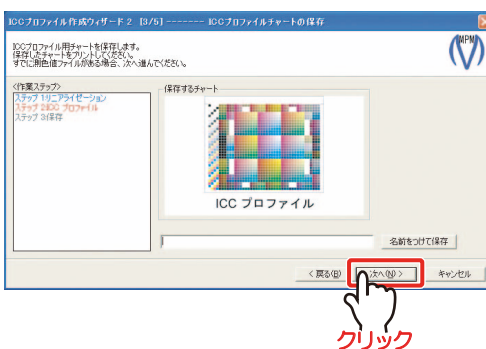 ICCプロファイル作成ウィザード2 [3/5] ------- ICCプロファイルチャートの保存
ICCプロファイル用チャートを保存します。
保存したチャートをプリントしてください。
すでに測色値ファイルがある場合、次へ進んでください。
MPM
<作業ステップ>
ステップ 1リニアライゼーション
ステップ 2ICC プロファイル
ステップ 3保存
保存するチャート
ICC プロファイル
名前をつけて保存
< 戻る(B)
次へ(N) >
キャンセル
クリック